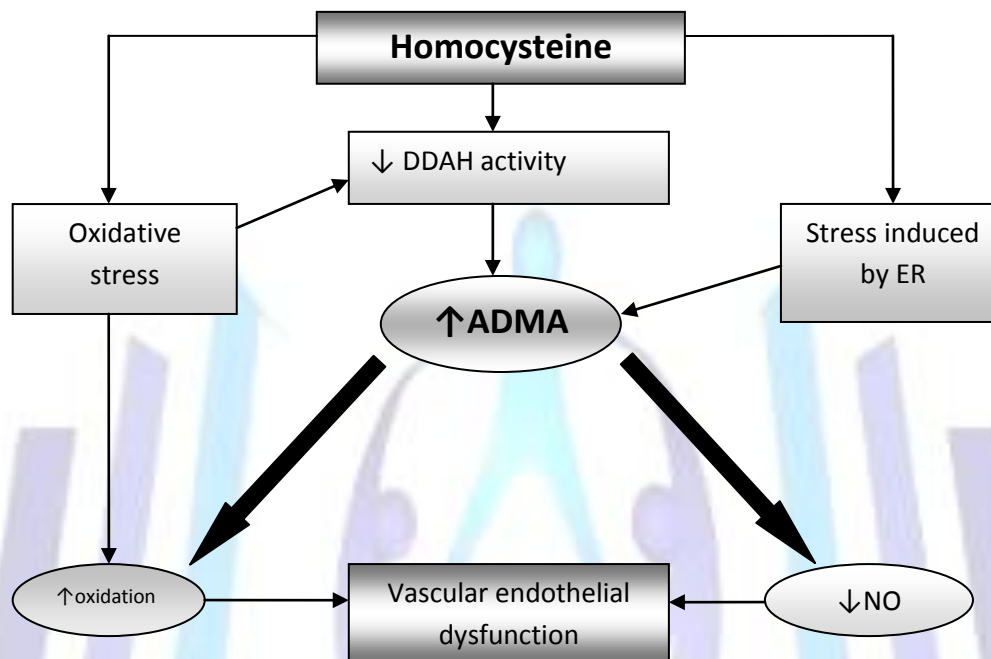 Homocysteine
↓ DDAH activity
Oxidative
stress
Stress induced
by ER
↑ADMA
↑oxidation
Vascular endothelial
dysfunction
↓NO